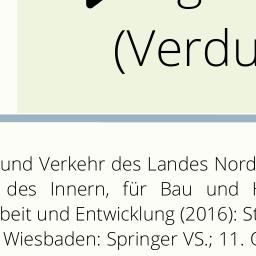 (Verdu
und Verkehr des Landes Nord
des Innern, für Bau und
beit und Entwicklung (2016): St
Wiesbaden: Springer VS.; 11.